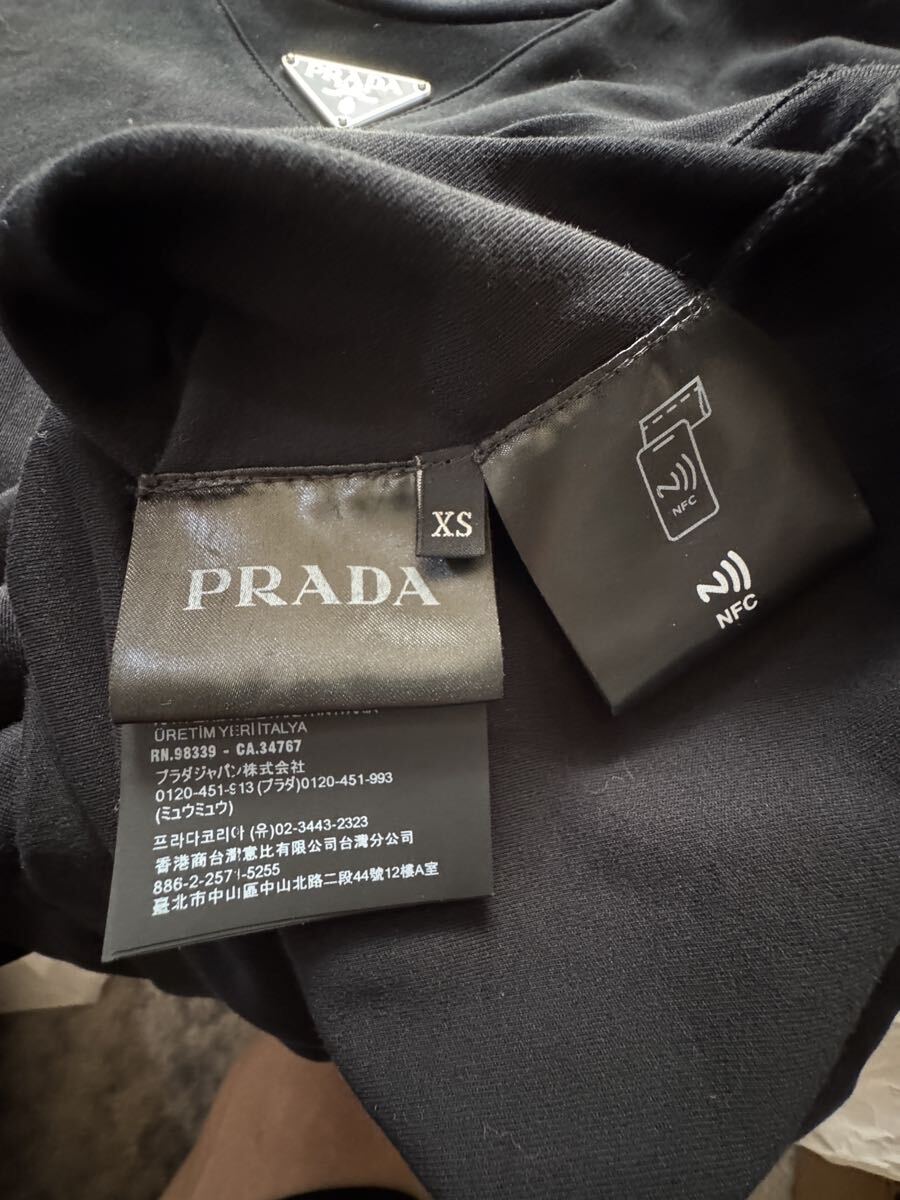 PRADA
XS
PRADA
NFC
NFC
ÜRETİM YERİ İTALYA
RN.98339 - CA.34767
プラダジャパン株式会社
0120-451-913 (プラダ)0120-451-993
(ミュウミュウ)
프라다코리아 (유)02-3443-2323
香港商台灣意比有限公司台灣分公司
886-2-2571-5255
臺北市中山區中山北路二段44號12樓A室